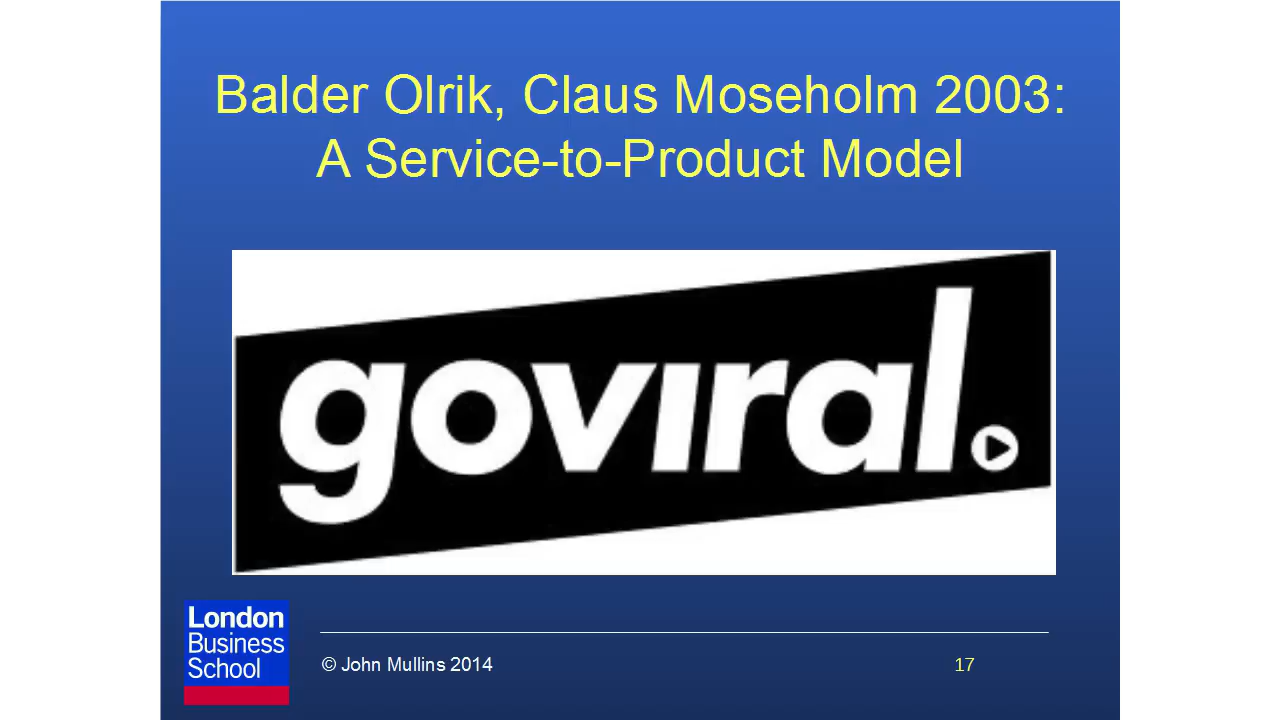 Balder Olrik, Claus Moseholm 2003:
A Service-to-Product Model
goviral.
London
Business
School
© John Mullins 2014
17